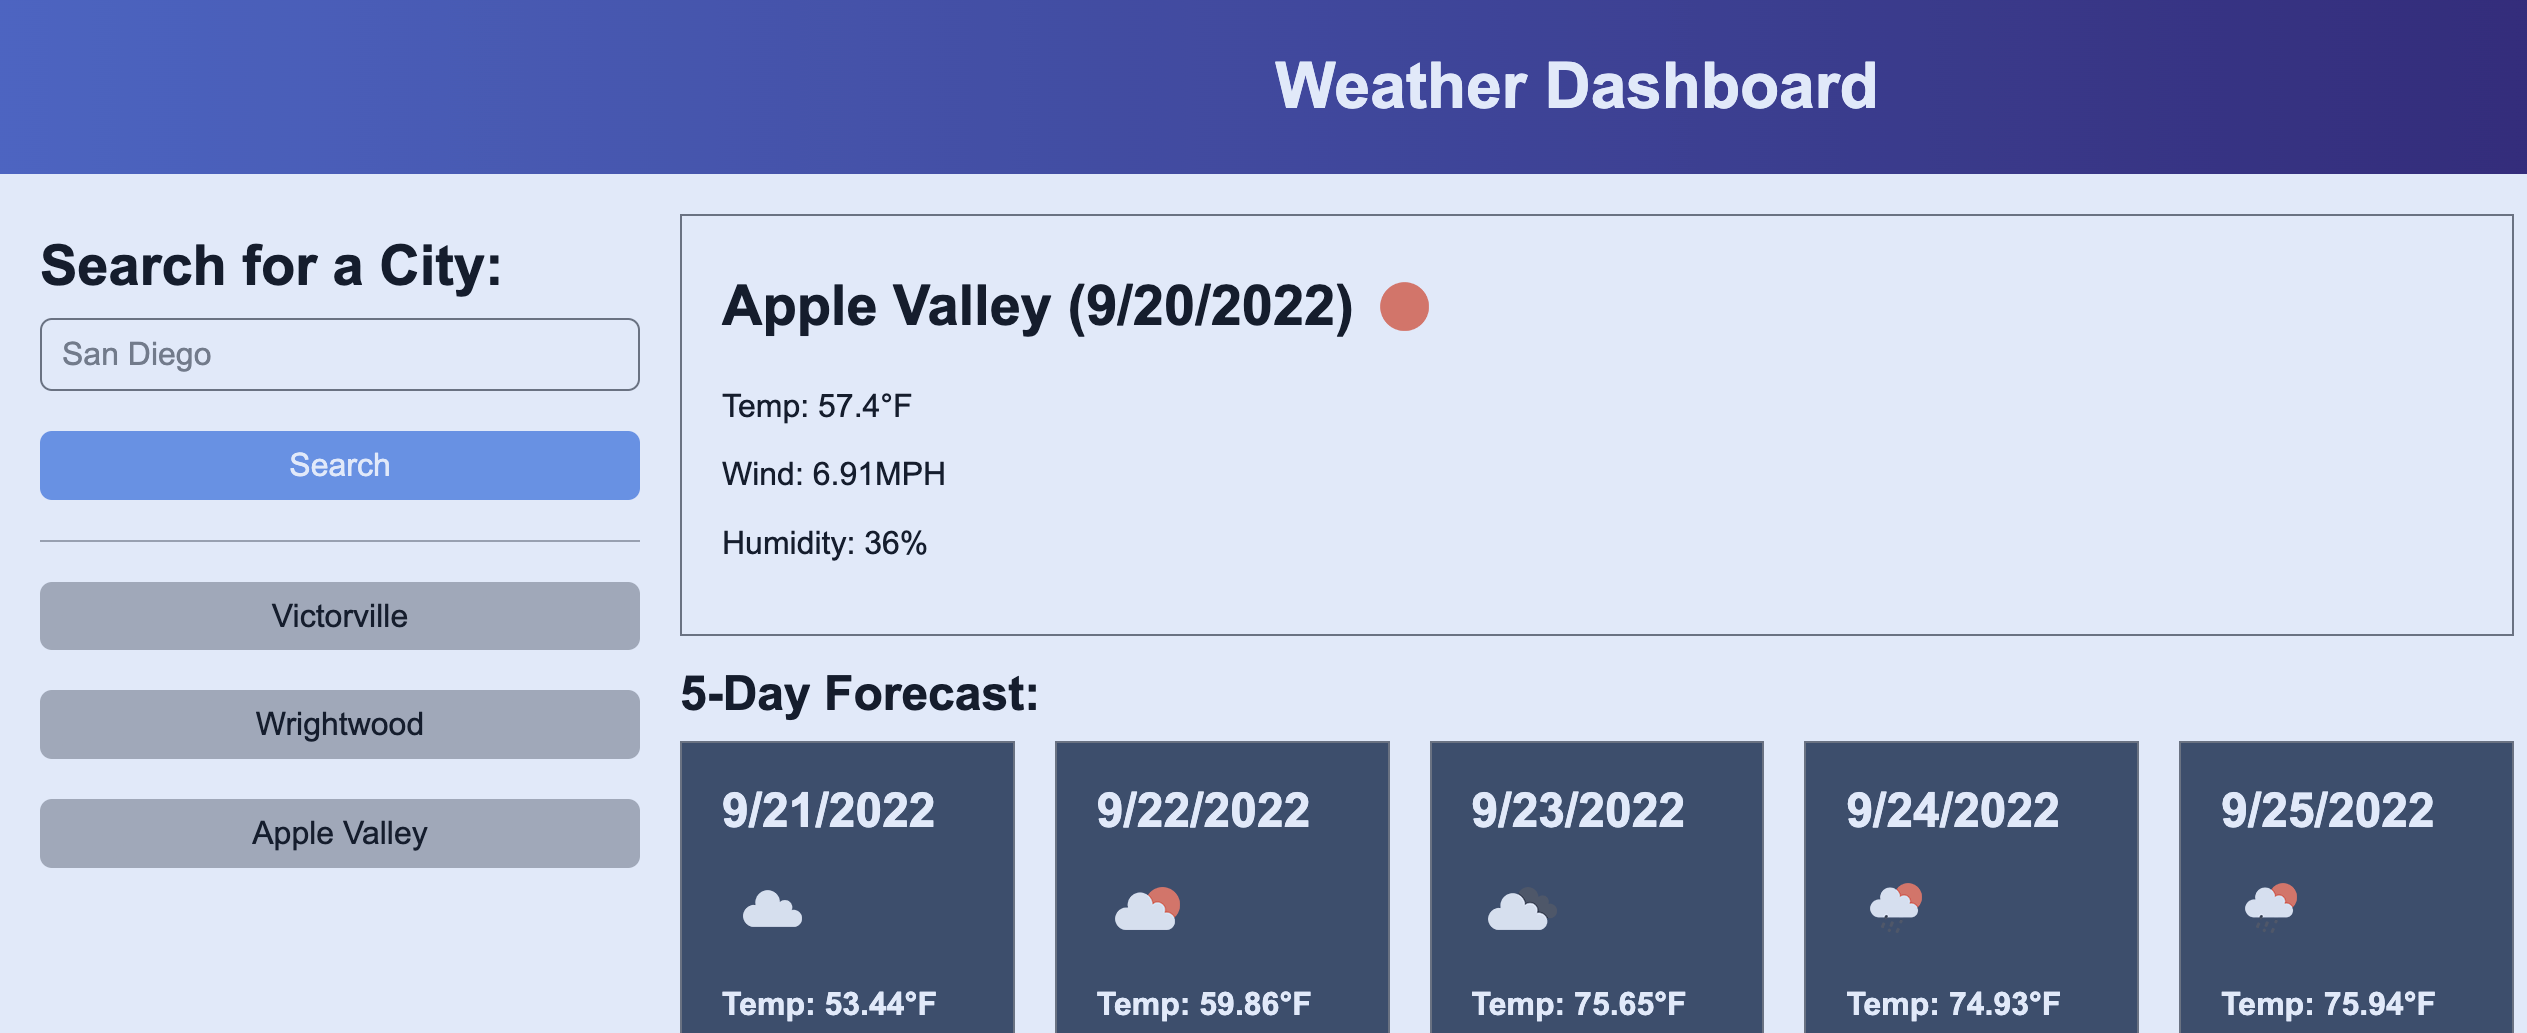 Weather Dashboard
Search for a City:
San Diego
Search
Victorville
Wrightwood
Apple Valley
Apple Valley (9/20/2022)
Temp: 57.4°F
Wind: 6.91MPH
Humidity: 36%
5-Day Forecast:
9/21/2022
Temp: 53.44°F
9/22/2022
Temp: 59.86°F
9/23/2022
Temp: 75.65°F
9/24/2022
Temp: 74.93°F
9/25/2022
Temp: 75.94°F